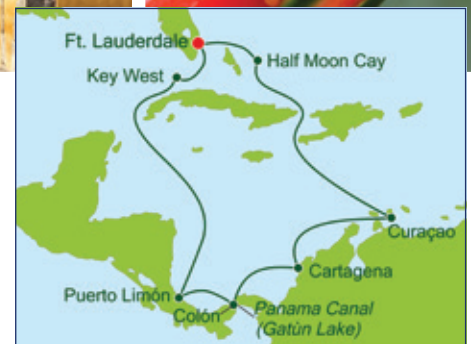 Ft. Lauderdale
Half Moon Cay
Key West
Curaçao
Cartagena
Puerto Limón
Colón
Panama Canal
(Gatún Lake)